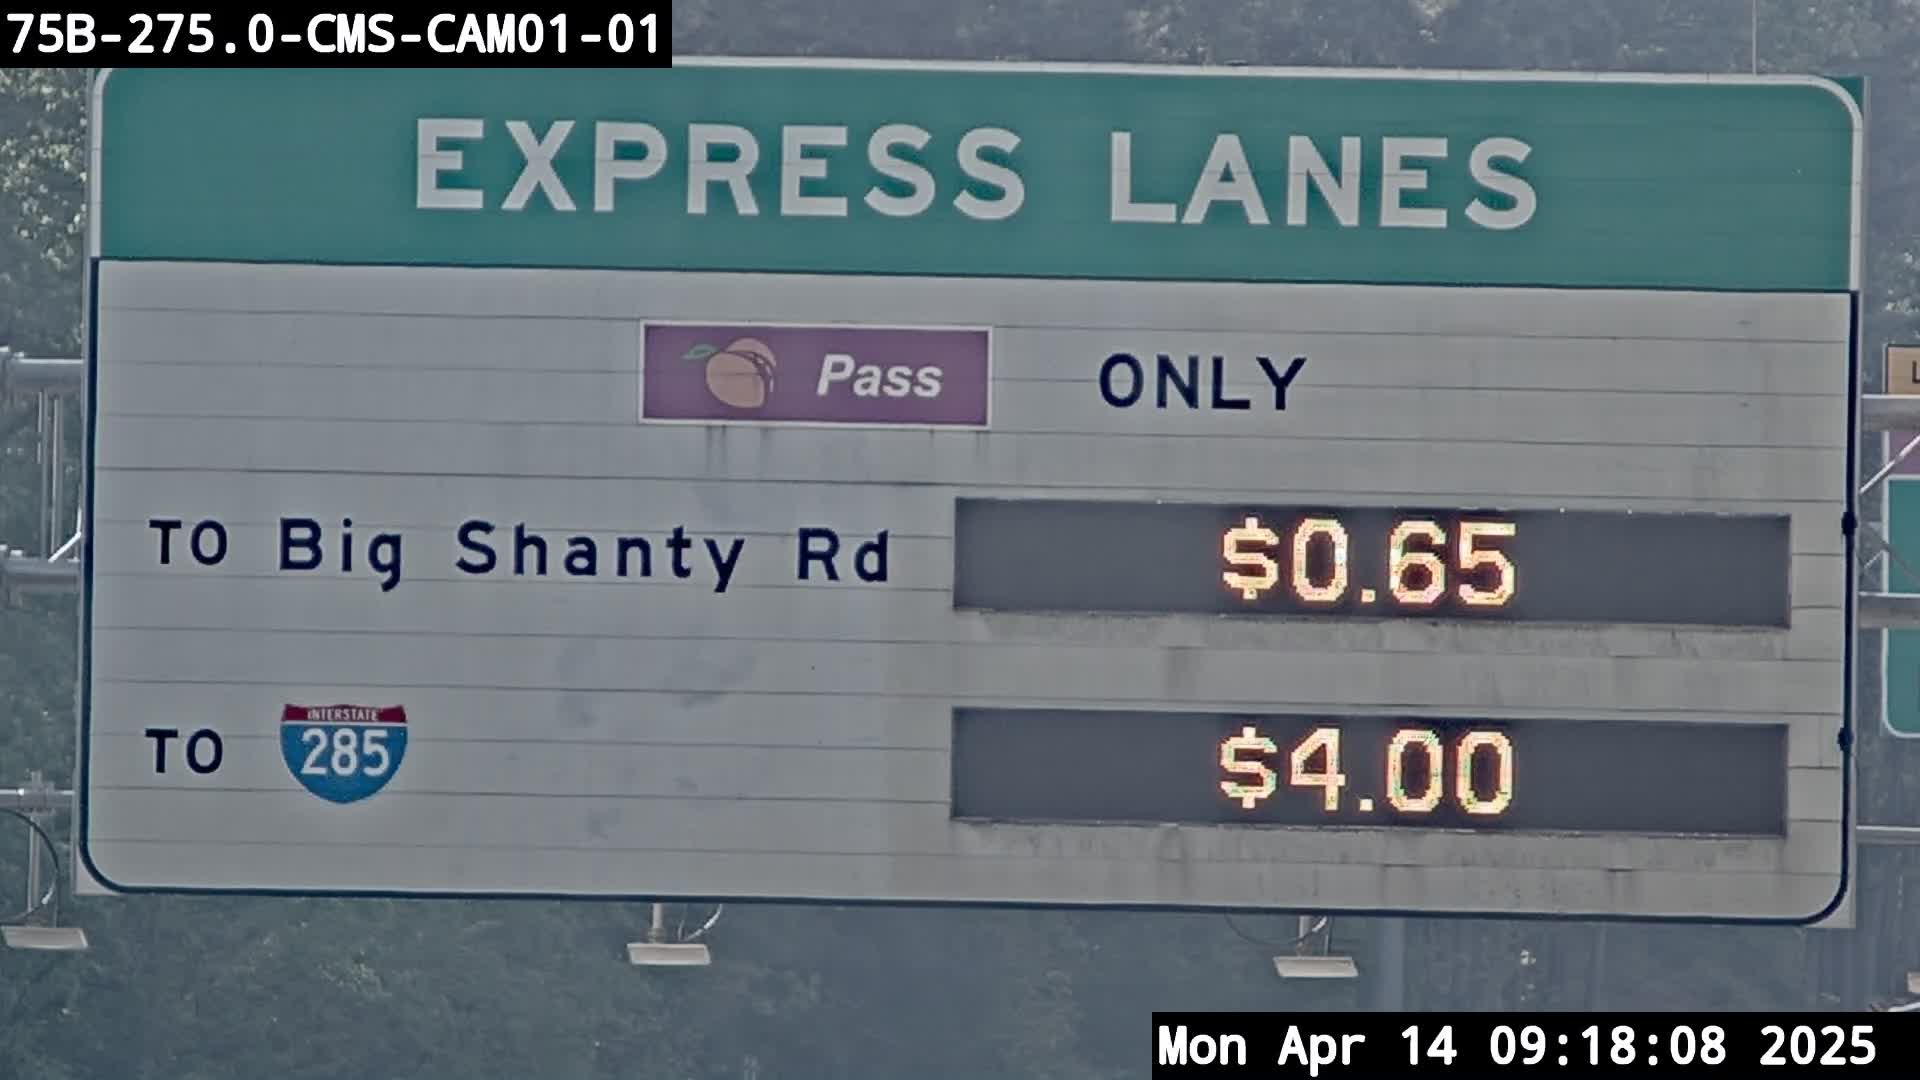 75B-275.0-CMS-CAM01-01
EXPRESS LANES
Pass ONLY
TO Big Shanty Rd $0.65
INTERSTATE
TO 285 $4.00
Mon Apr 14 09:18:08 2025